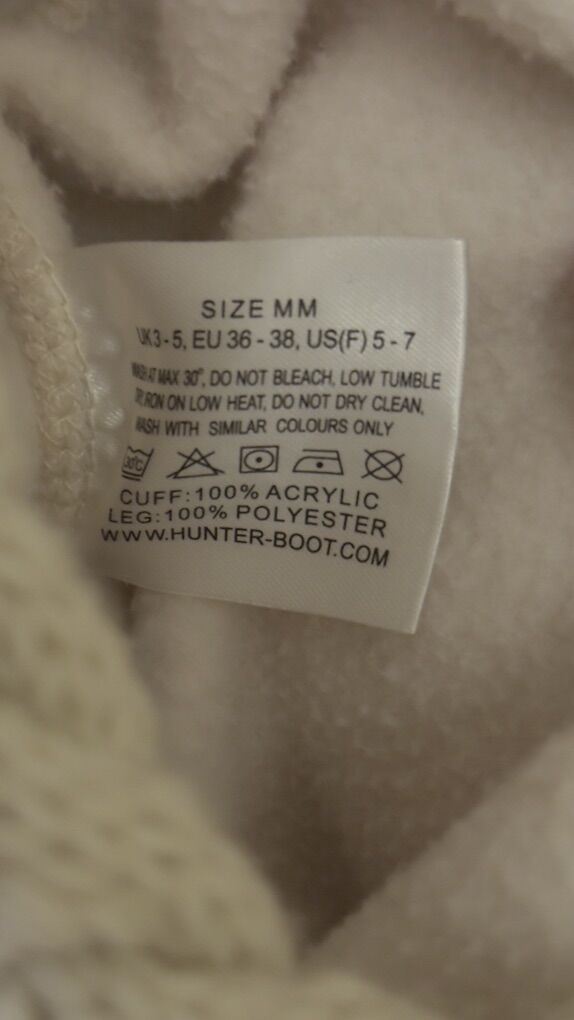 SIZE MM
UK3-5, EU 36 - 38, US(F) 5 - 7
WASH AT MAX 30°, DO NOT BLEACH, LOW TUMBLE
DRY, IRON ON LOW HEAT, DO NOT DRY CLEAN,
WASH WITH SIMILAR COLOURS ONLY
30°C
CUFF:100% ACRYLIC
LEG:100% POLYESTER
WWW.HUNTER-BOOT.COM